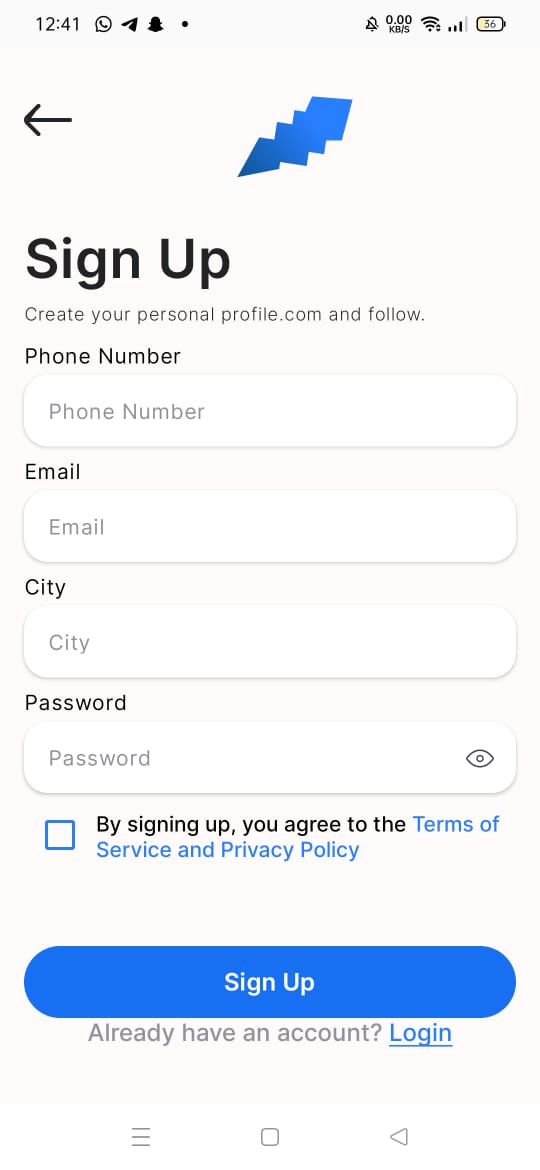 12:41
0.00
KB/S
36
Sign Up
Create your personal profile.com and follow.
Phone Number
Phone Number
Email
Email
City
City
Password
Password
By signing up, you agree to the Terms of
Service and Privacy Policy
Sign Up
Already have an account? Login